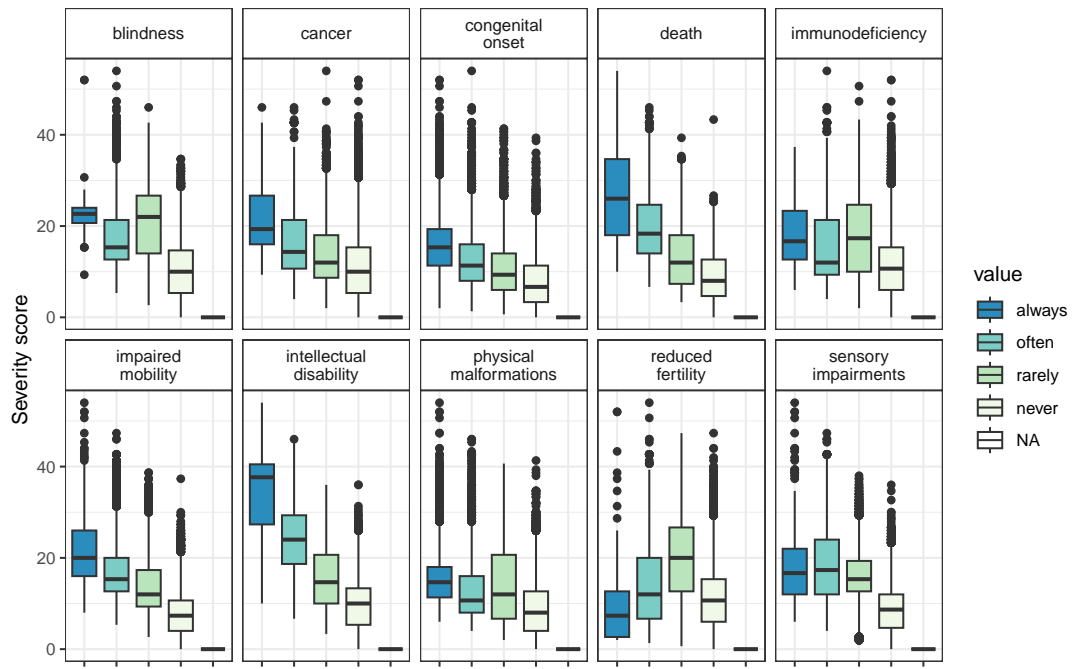 blindness
cancer
congenital
onset
death
immunodeficiency
40
20
0
impaired
mobility
intellectual
disability
physical
malformations
reduced
fertility
sensory
impairments
40
20
0
Severity score
value
always
often
rarely
never
NA